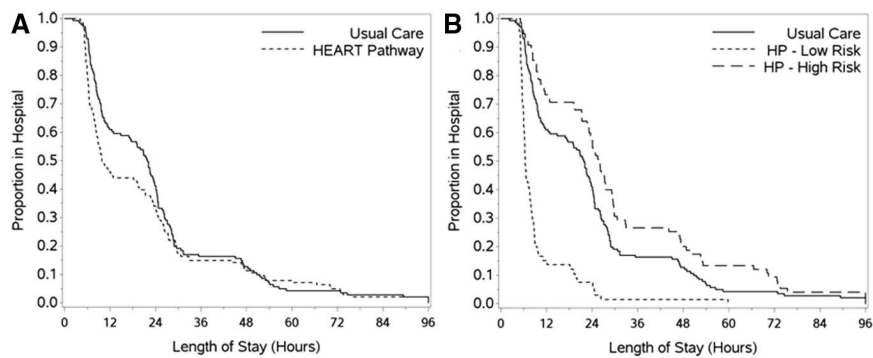 A
Usual Care
HEART Pathway
Proportion in Hospital
1.0
0.9
0.8
0.7
0.6
0.5
0.4
0.3
0.2
0.1
0.0
0 12 24 36 48 60 72 84 96
Length of Stay (Hours)
B
Usual Care
HP - Low Risk
HP - High Risk
Proportion in Hospital
1.0
0.9
0.8
0.7
0.6
0.5
0.4
0.3
0.2
0.1
0.0
0 12 24 36 48 60 72 84 96
Length of Stay (Hours)